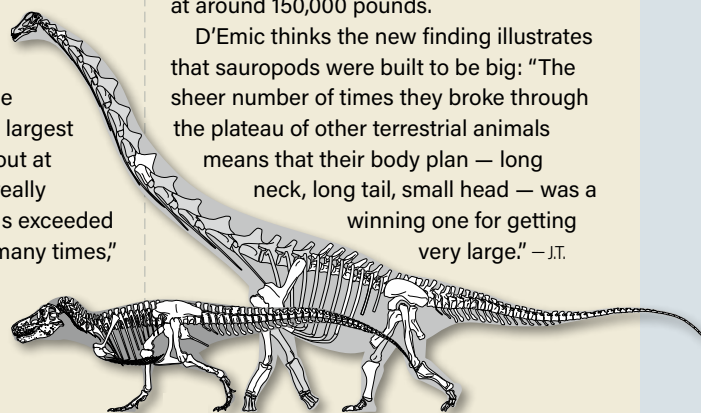 e
largest
out at
eally
s exceeded
many times,”
at around 150,000 pounds.
D’Emic thinks the new finding illustrates
that sauropods were built to be big: “The
sheer number of times they broke through
the plateau of other terrestrial animals
means that their body plan — long
neck, long tail, small head — was a
winning one for getting
very large.” — J.T.